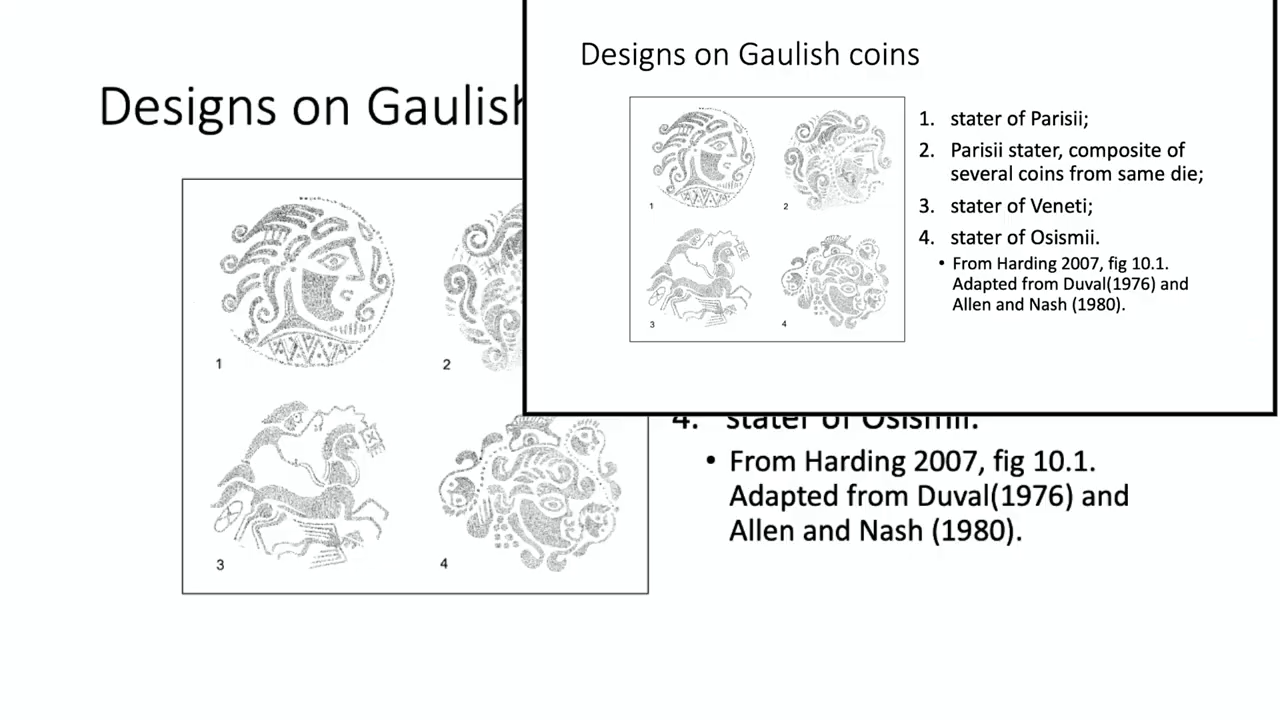 Designs on Gaulish
1
2
3
4
4. stater of Osismii.
• From Harding 2007, fig 10.1.
Adapted from Duval(1976) and
Allen and Nash (1980).
Designs on Gaulish coins
1
2
3
4
1. stater of Parisii;
2. Parisii stater, composite of
several coins from same die;
3. stater of Veneti;
4. stater of Osismii.
• From Harding 2007, fig 10.1.
Adapted from Duval(1976) and
Allen and Nash (1980).